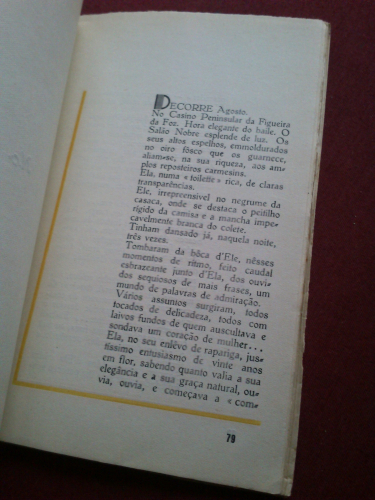 DECORRE Agosto.
No Casino Peninsular da Figueira
da Foz. Hora elegante do baile. O
Salão Nobre esplende de luz. Os
seus altos espelhos, emmoldurados
no oiro fôsco que os guarnece,
aliam-se, na sua riqueza, aos am-
plos reposteiros carmesins.
Ela, numa «toilette» rica, de claras
transparências.
Ele, irrepreensível no negrume da
casaca, onde se destaca o peitilho
rígido da camisa e a mancha impe-
cavelmente branca do colete.
Tinham dansado já, naquela noite,
três vezes.
Tombaram da bôca d'Ele, nêsses
momentos de rítmo, feito caudal
esbrazeante junto d'Ela, dos ouvi-
dos sequiosos de mais frases, um
mundo de palavras de admiração.
Vários assuntos surgiram, todos
tocados de delicadeza, todos com
laivos fundos de quem auscultava e
sondava um coração de mulher...
Ela, no seu enlêvo de rapariga, jus-
tíssimo entusiasmo de vinte anos
em flor, sabendo quanto valia a sua
elegância e a sua graça natural, ou-
via, ouvia, e começava a «com-
79